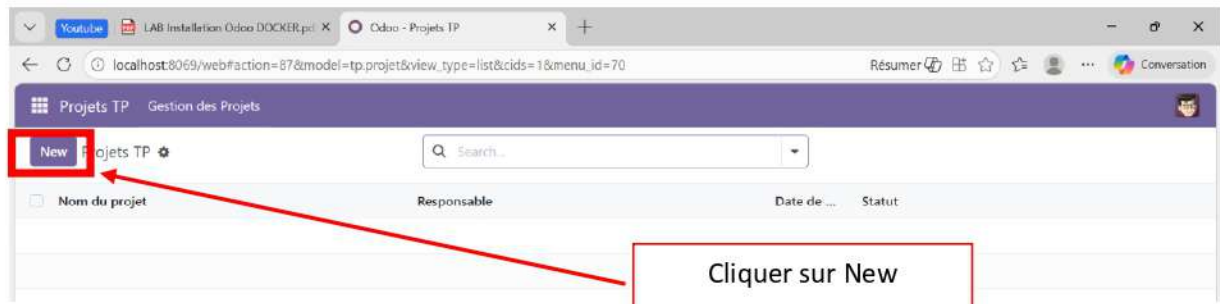 Youtube LAB Installation Odoo DOCKER.pd Odoo - Projets TP
localhost:8069/web#action=87&model=tp.projet&view_type=list&cids=1&menu_id=70 Résumer ... Conversation
Projets TP Gestion des Projets
New Projets TP Search...
Nom du projet Responsable Date de ... Statut
Cliquer sur New